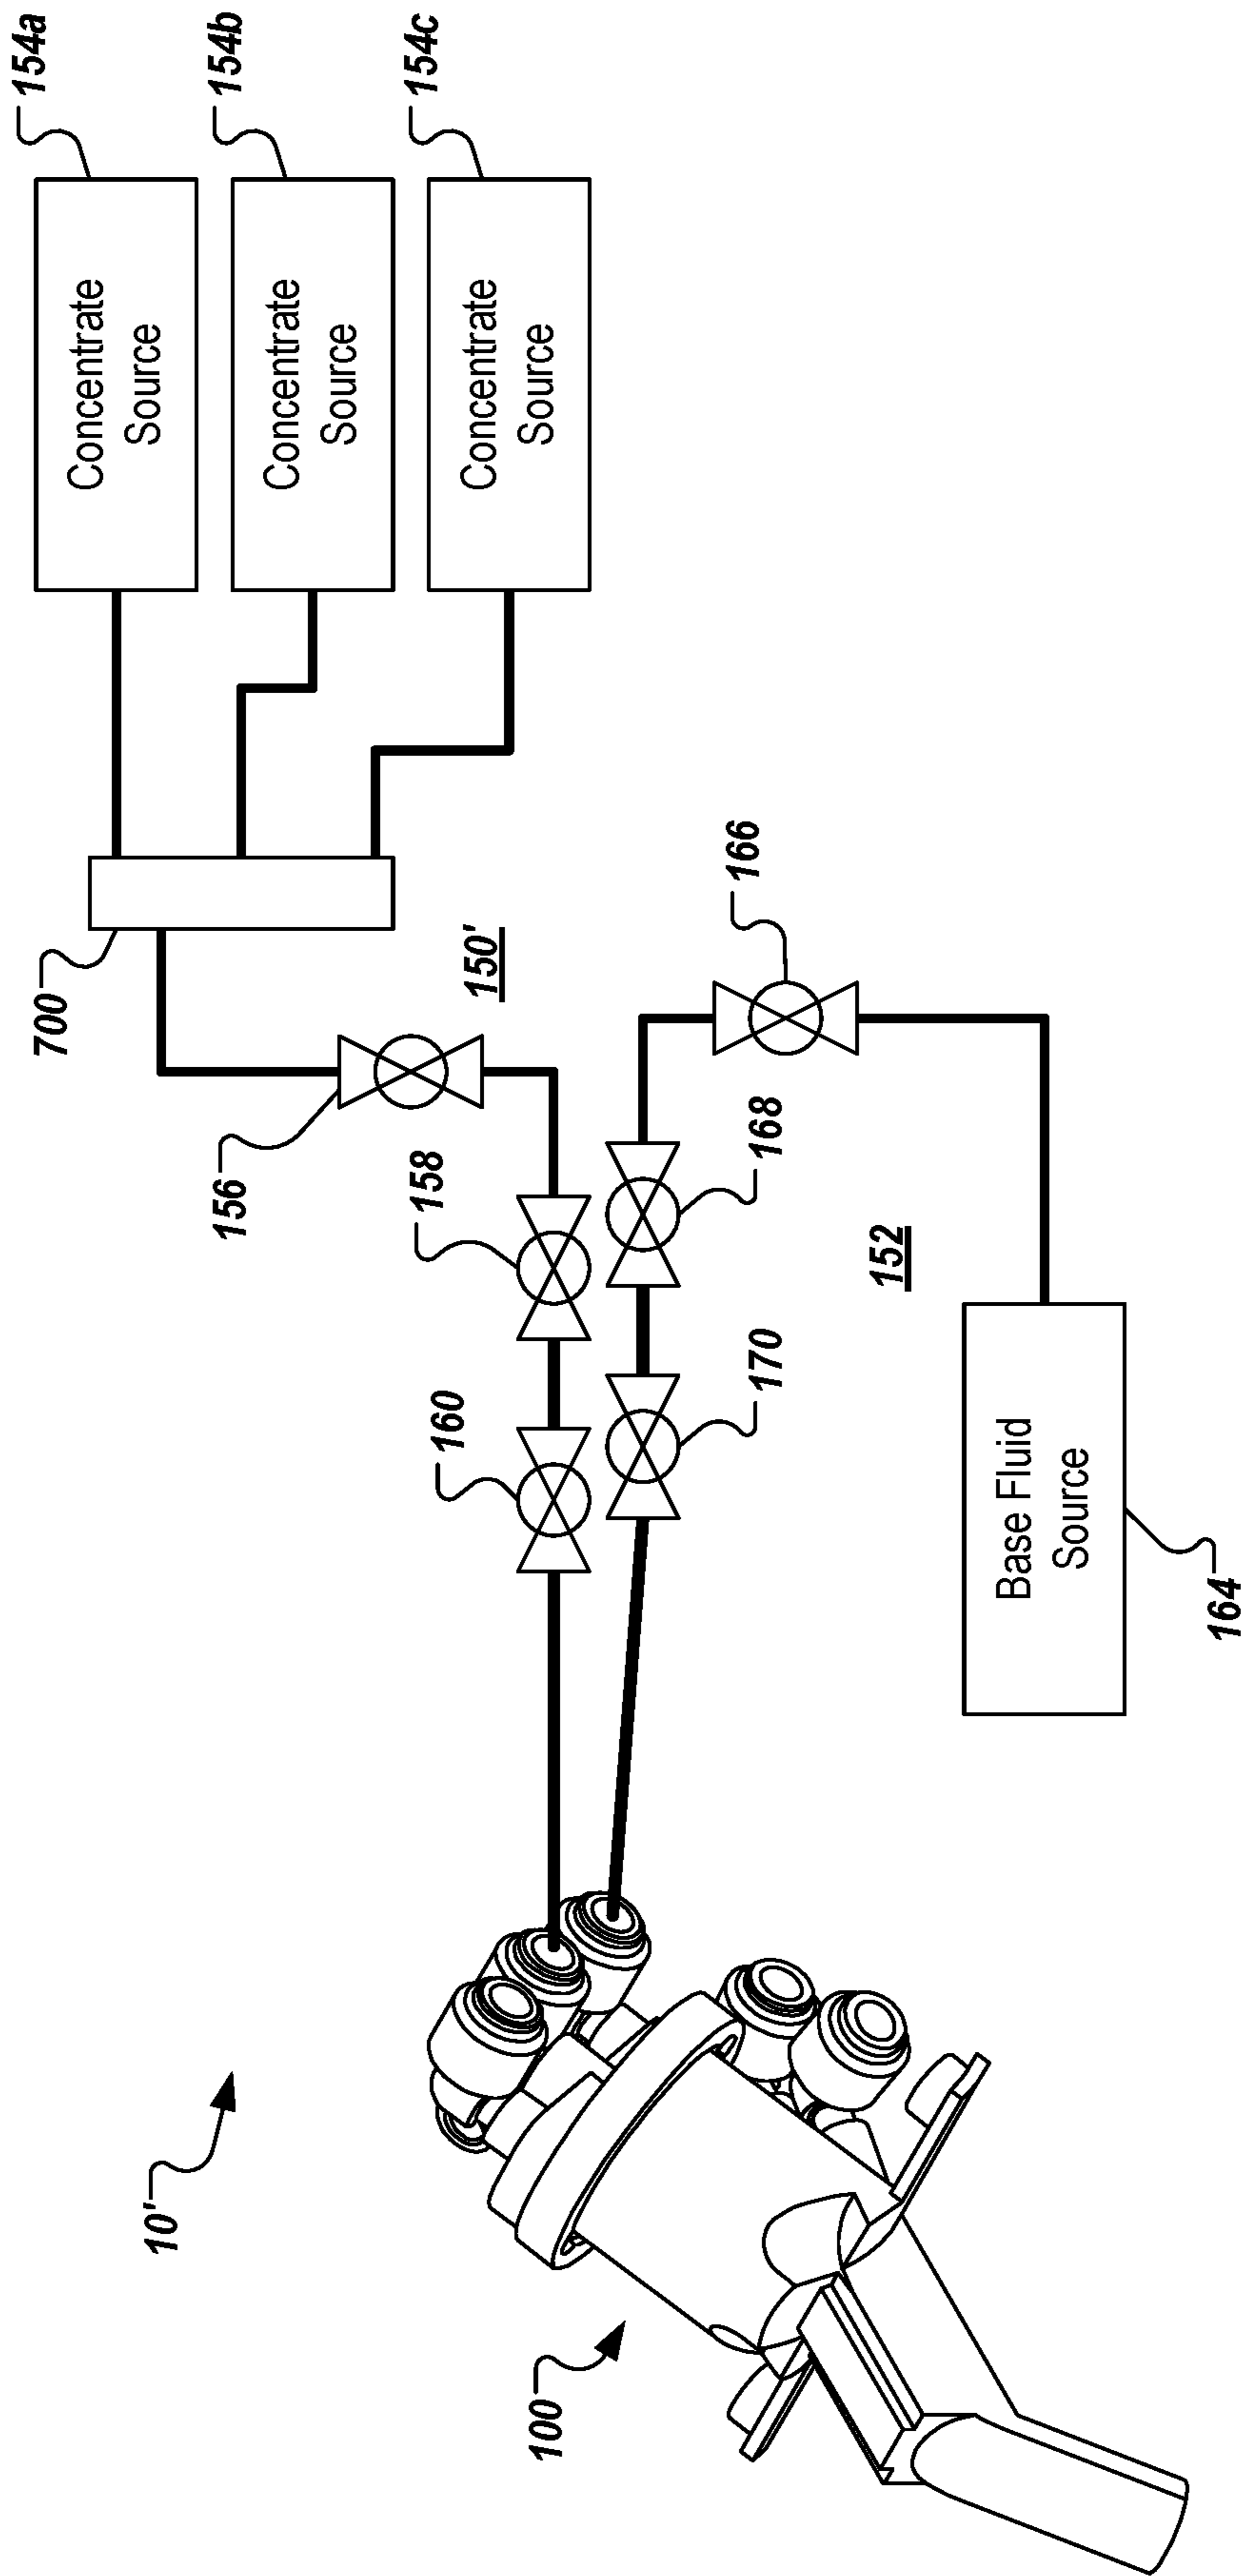 10'
100
700
156
150'
158
160
154a
154b
154c
Concentrate
Source
Concentrate
Source
Concentrate
Source
166
168
170
152
Base Fluid
Source
164